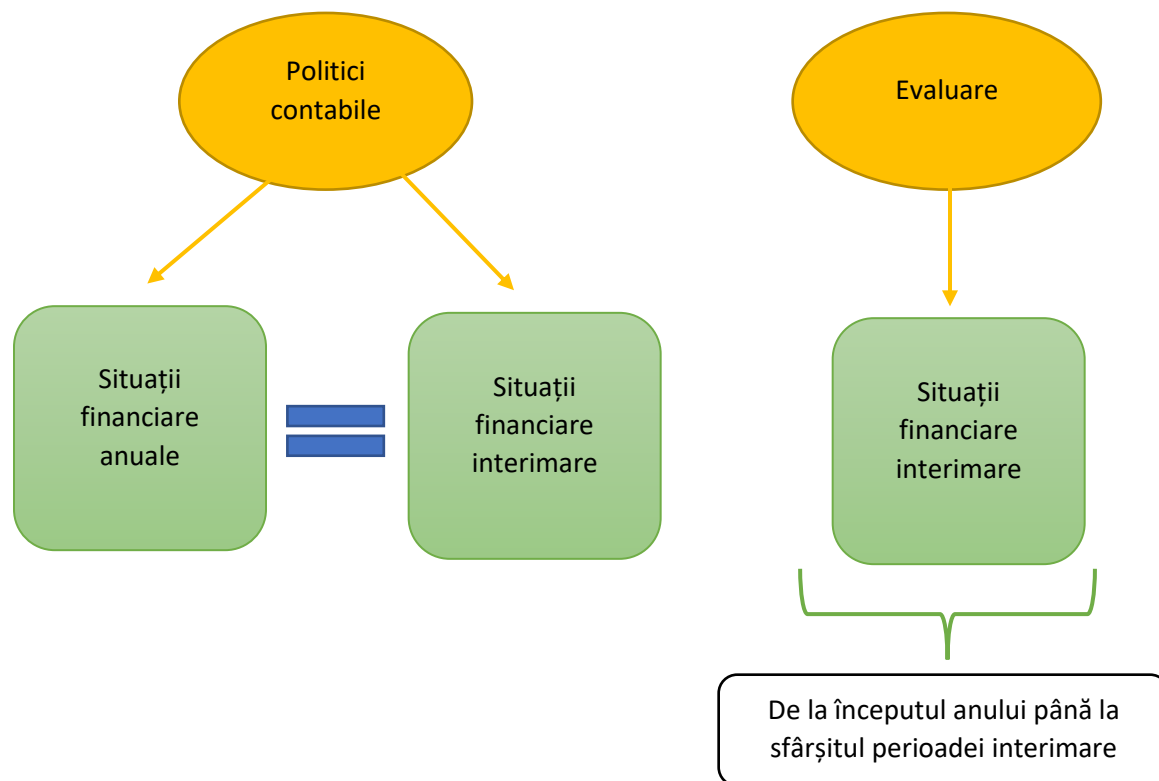 Politici
contabile
Evaluare
Situații
financiare
anuale
Situații
financiare
interimare
Situații
financiare
interimare
De la începutul anului până la
sfârșitul perioadei interimare